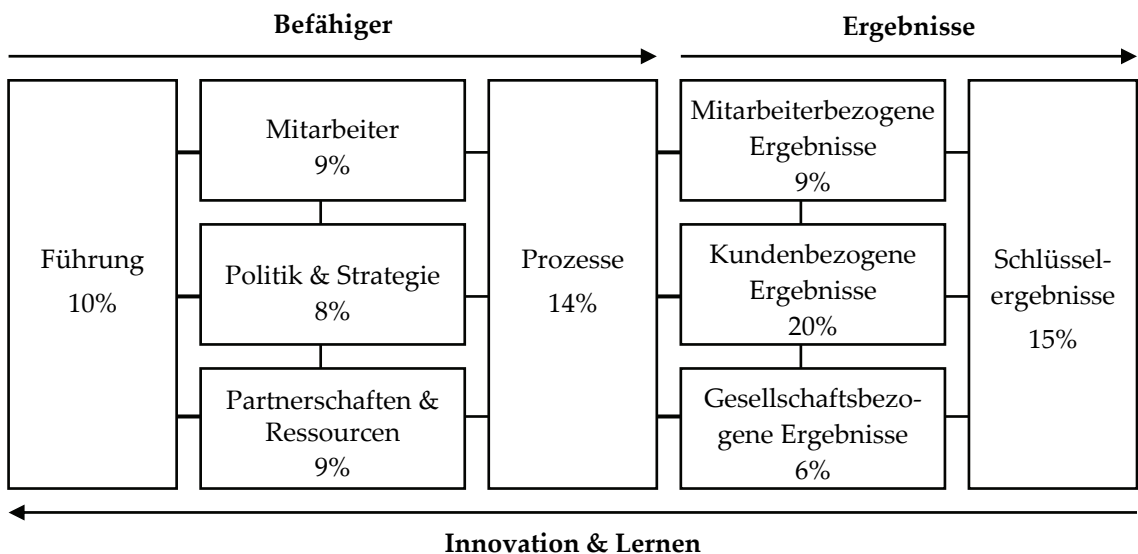 Befähiger
Ergebnisse
Führung
10%
Mitarbeiter
9%
Politik & Strategie
8%
Partnerschaften &
Ressourcen
9%
Prozesse
14%
Mitarbeiterbezogene
Ergebnisse
9%
Kundenbezogene
Ergebnisse
20%
Gesellschaftsbezo-
gene Ergebnisse
6%
Schlüssel-
ergebnisse
15%
Innovation & Lernen